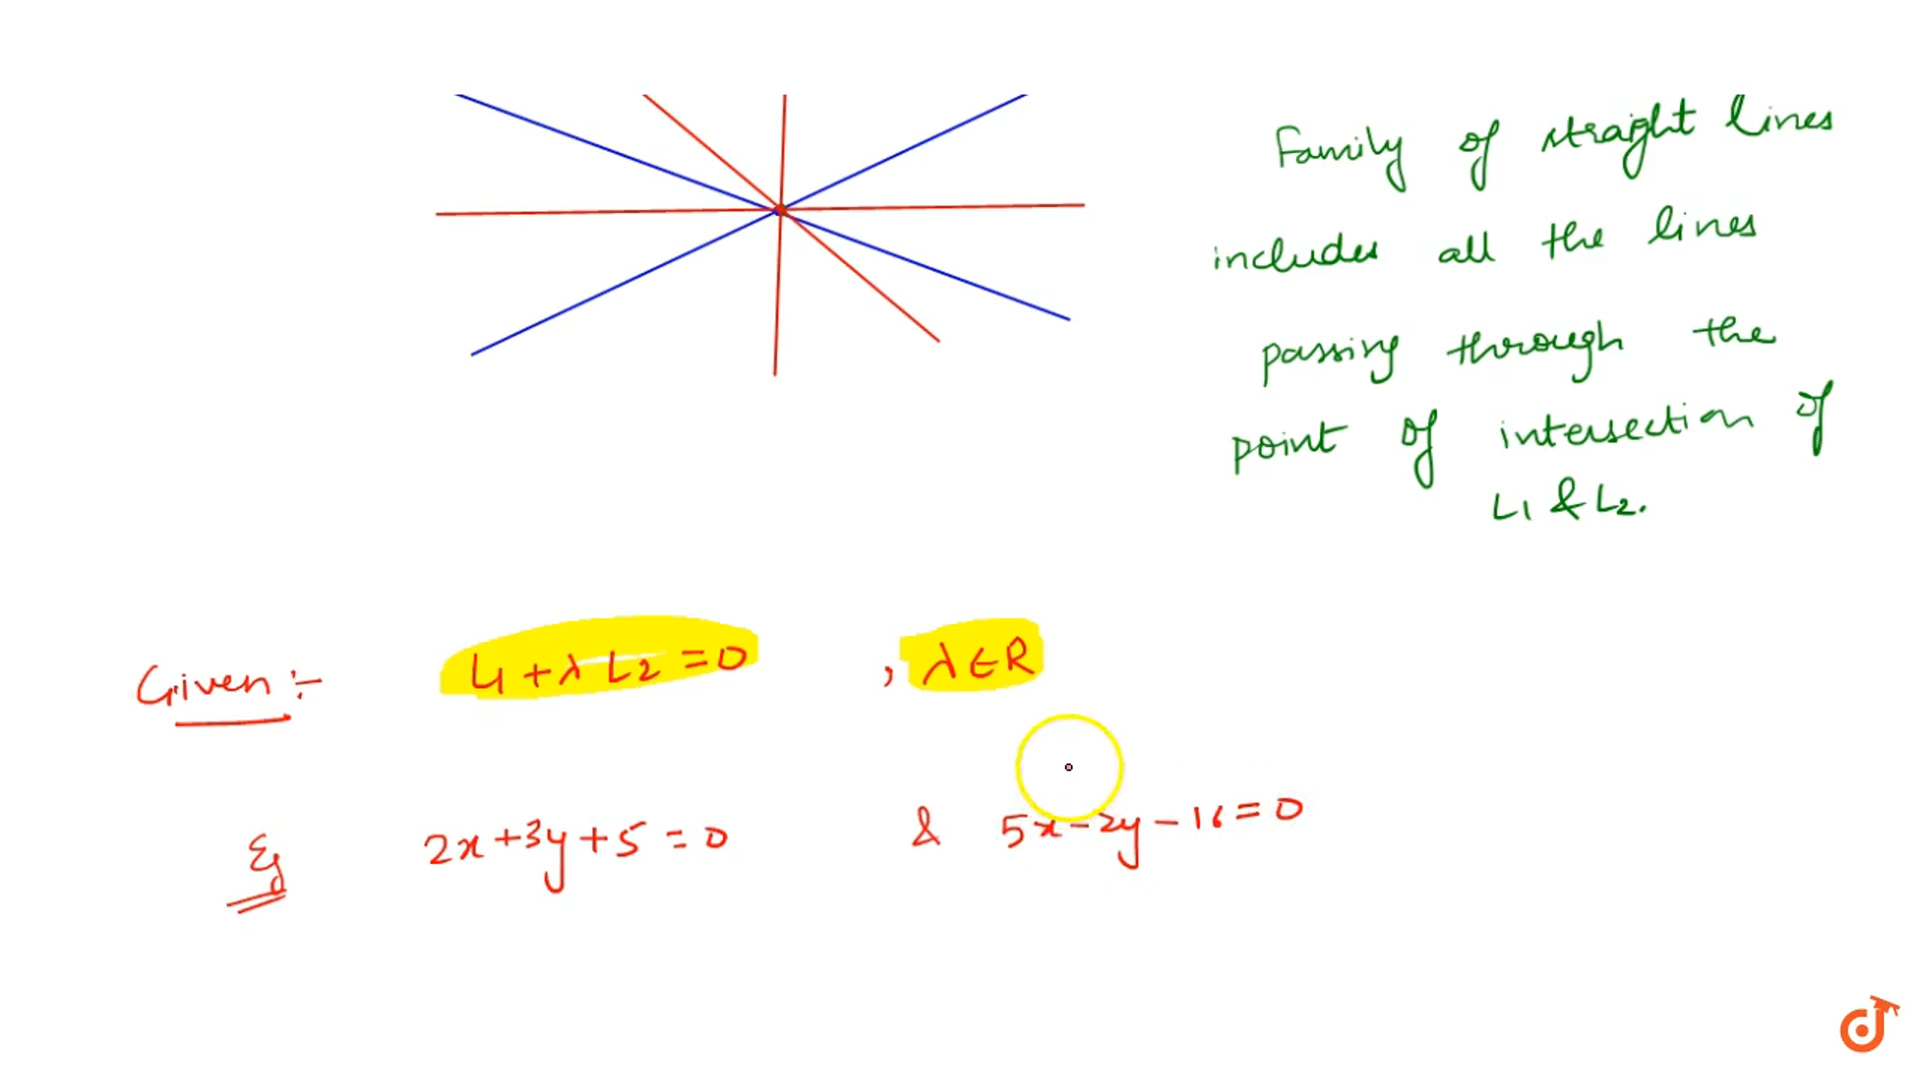 Family of straight lines
includes all the lines
passing through the
point of intersection of
L1 & L2.
Given :- L1 + λ L2 = 0 , λ ∈ R
Eg 2x + 3y + 5 = 0 & 5x - 2y - 16 = 0